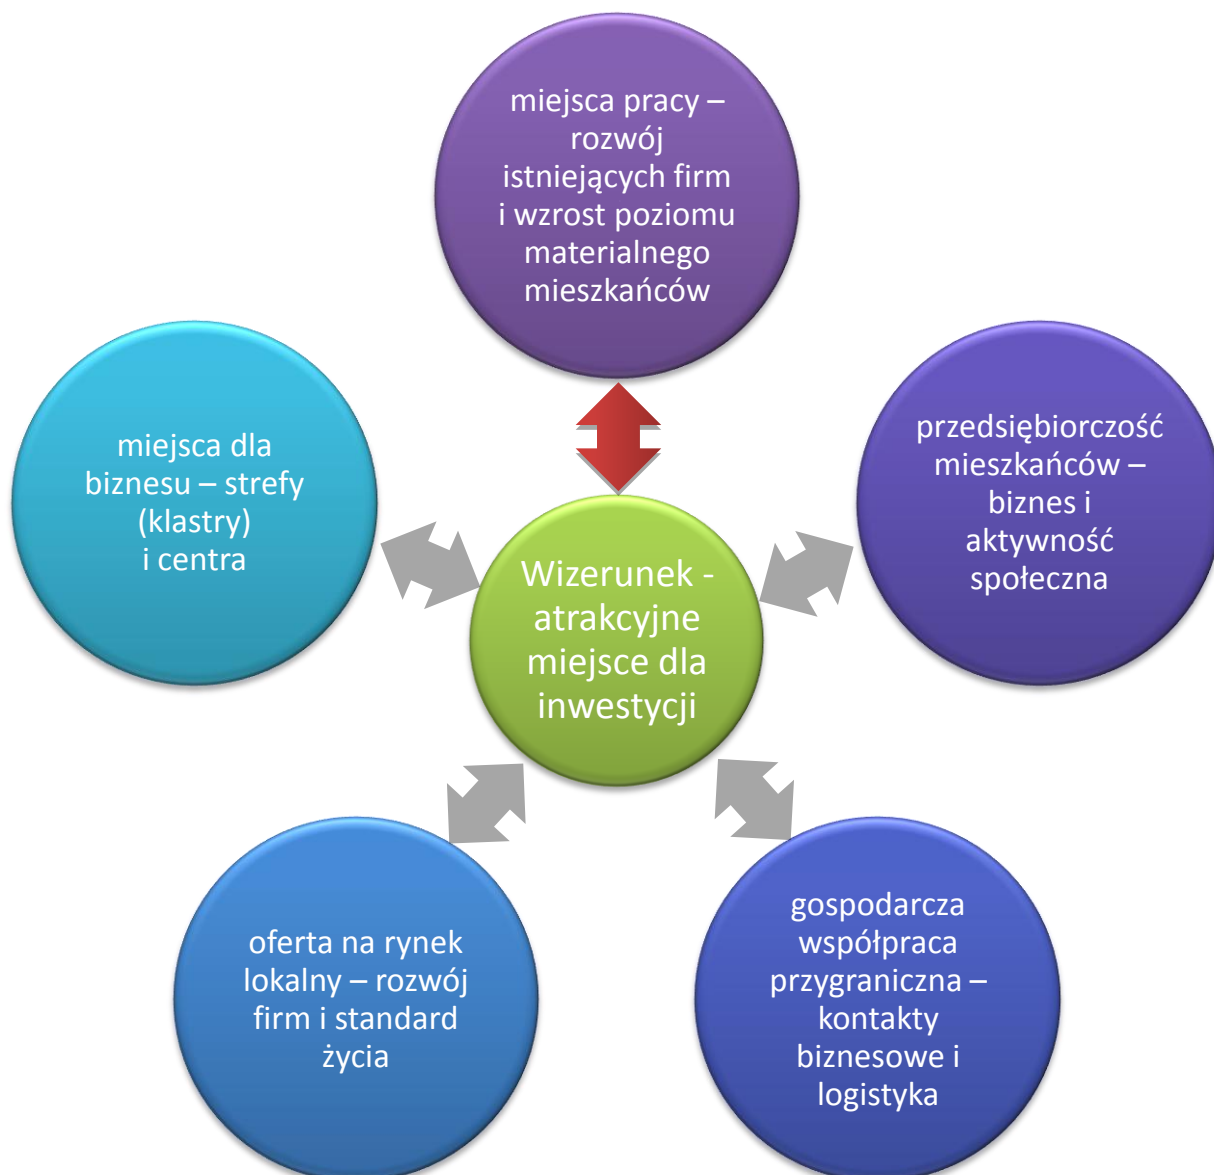 miejsca pracy –
rozwój
istniejących firm
i wzrost poziomu
materialnego
mieszkańców
przedsiębiorczość
mieszkańców –
biznes i
aktywność
społeczna
gospodarcza
współpraca
przygraniczna –
kontakty
biznesowe i
logistyka
oferta na rynek
lokalny – rozwój
firm i standard
życia
miejsca dla
biznesu – strefy
(klastry)
i centra
Wizerunek -
atrakcyjne
miejsce dla
inwestycji